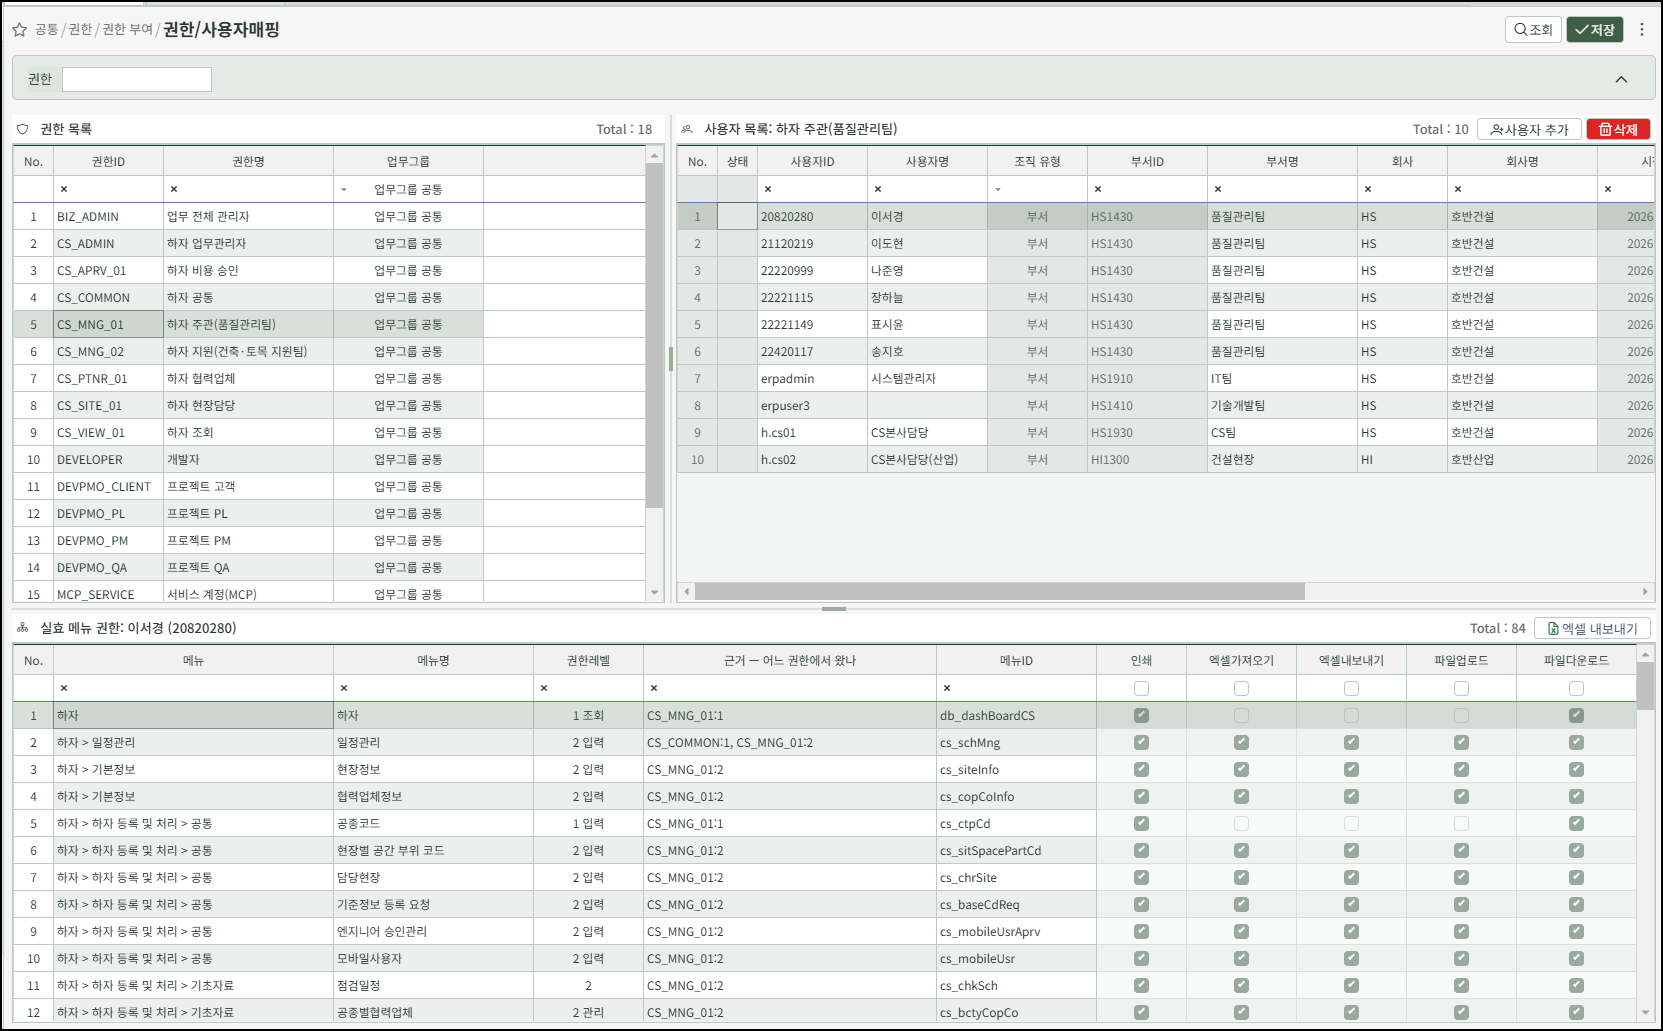 공통 / 권한 / 권한 부여 / 권한/사용자매핑
조회
저장
권한
권한 목록
Total : 18
No. 권한ID 권한명 업무그룹
업무그룹 공통
1 BIZ_ADMIN 업무 전체 관리자 업무그룹 공통
2 CS_ADMIN 하자 업무관리자 업무그룹 공통
3 CS_APRV_01 하자 비용 승인 업무그룹 공통
4 CS_COMMON 하자 공통 업무그룹 공통
5 CS_MNG_01 하자 주관(품질관리팀) 업무그룹 공통
6 CS_MNG_02 하자 지원(건축·토목 지원팀) 업무그룹 공통
7 CS_PTNR_01 하자 협력업체 업무그룹 공통
8 CS_SITE_01 하자 현장담당 업무그룹 공통
9 CS_VIEW_01 하자 조회 업무그룹 공통
10 DEVELOPER 개발자 업무그룹 공통
11 DEVPMO_CLIENT 프로젝트 고객 업무그룹 공통
12 DEVPMO_PL 프로젝트 PL 업무그룹 공통
13 DEVPMO_PM 프로젝트 PM 업무그룹 공통
14 DEVPMO_QA 프로젝트 QA 업무그룹 공통
15 MCP_SERVICE 서비스 계정(MCP) 업무그룹 공통
사용자 목록: 하자 주관(품질관리팀)
Total : 10
사용자 추가
삭제
No. 상태 사용자ID 사용자명 조직 유형 부서ID 부서명 회사 회사명
1 20820280 이서경 부서 HS1430 품질관리팀 HS 호반건설 2026
2 21120219 이도현 부서 HS1430 품질관리팀 HS 호반건설 2026
3 22220999 나준영 부서 HS1430 품질관리팀 HS 호반건설 2026
4 22221115 장하늘 부서 HS1430 품질관리팀 HS 호반건설 2026
5 22221149 표시윤 부서 HS1430 품질관리팀 HS 호반건설 2026
6 22420117 송지호 부서 HS1430 품질관리팀 HS 호반건설 2026
7 erpadmin 시스템관리자 부서 HS1910 IT팀 HS 호반건설 2026
8 erpuser3 부서 HS1410 기술개발팀 HS 호반건설 2026
9 h.cs01 CS본사담당 부서 HS1930 CS팀 HS 호반건설 2026
10 h.cs02 CS본사담당(산업) 부서 HI1300 건설현장 HI 호반산업 2026
실효 메뉴 권한: 이서경 (20820280)
Total : 84
엑셀 내보내기
No. 메뉴 메뉴명 권한레벨 근거 — 어느 권한에서 왔나 메뉴ID 인쇄 엑셀가져오기 엑셀내보내기 파일업로드 파일다운로드
1 하자 하자 1 조회 CS_MNG_01:1 db_dashBoardCS
2 하자 > 일정관리 일정관리 2 입력 CS_COMMON:1, CS_MNG_01:2 cs_schMng
3 하자 > 기본정보 현장정보 2 입력 CS_MNG_01:2 cs_siteInfo
4 하자 > 기본정보 협력업체정보 2 입력 CS_MNG_01:2 cs_copCoInfo
5 하자 > 하자 등록 및 처리 > 공통 공종코드 1 입력 CS_MNG_01:1 cs_ctpCd
6 하자 > 하자 등록 및 처리 > 공통 현장별 공간 부위 코드 2 입력 CS_MNG_01:2 cs_sitSpacePartCd
7 하자 > 하자 등록 및 처리 > 공통 담당현장 2 입력 CS_MNG_01:2 cs_chrSite
8 하자 > 하자 등록 및 처리 > 공통 기준정보 등록 요청 2 입력 CS_MNG_01:2 cs_baseCdReq
9 하자 > 하자 등록 및 처리 > 공통 엔지니어 승인관리 2 입력 CS_MNG_01:2 cs_mobileUsrAprv
10 하자 > 하자 등록 및 처리 > 공통 모바일사용자 2 입력 CS_MNG_01:2 cs_mobileUsr
11 하자 > 하자 등록 및 처리 > 기초자료 점검일정 2 CS_MNG_01:2 cs_chkSch
12 하자 > 하자 등록 및 처리 > 기초자료 공종별협력업체 2 관리 CS_MNG_01:2 cs_bctyCopCo